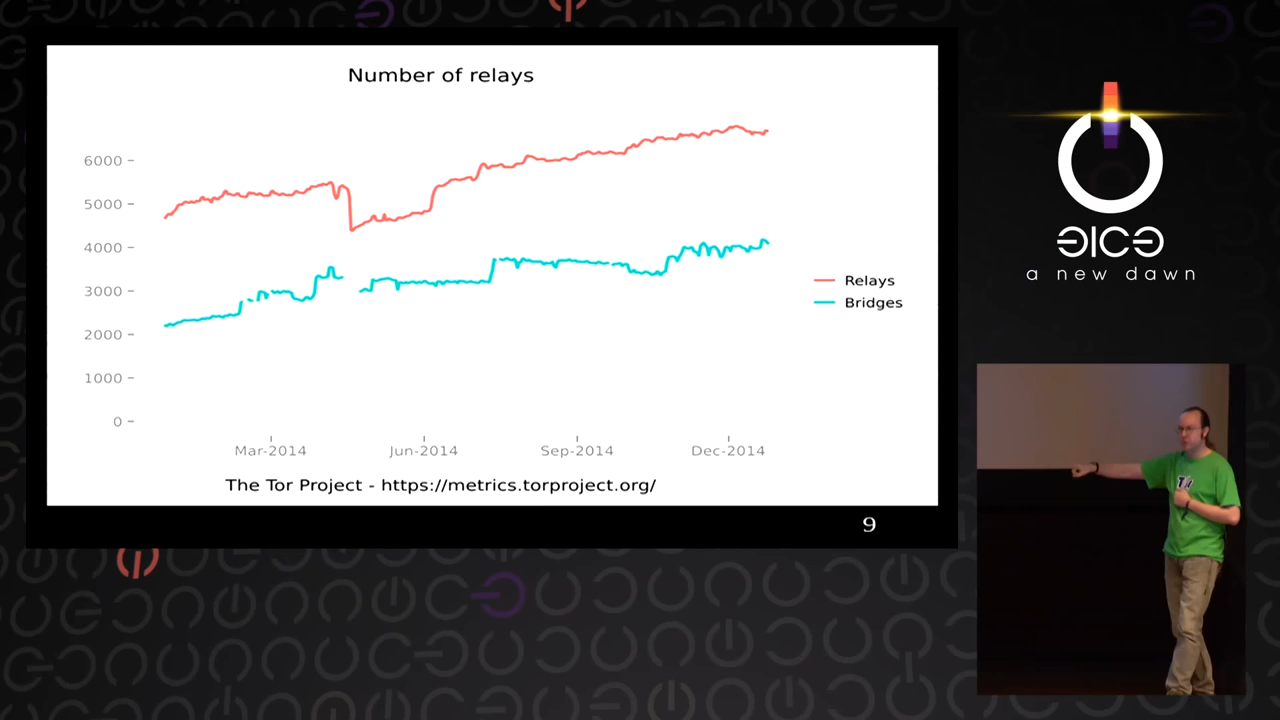 Number of relays
6000
5000
4000
3000
2000
1000
0
Mar-2014
Jun-2014
Sep-2014
Dec-2014
Relays
Bridges
The Tor Project - https://metrics.torproject.org/
9
a new dawn